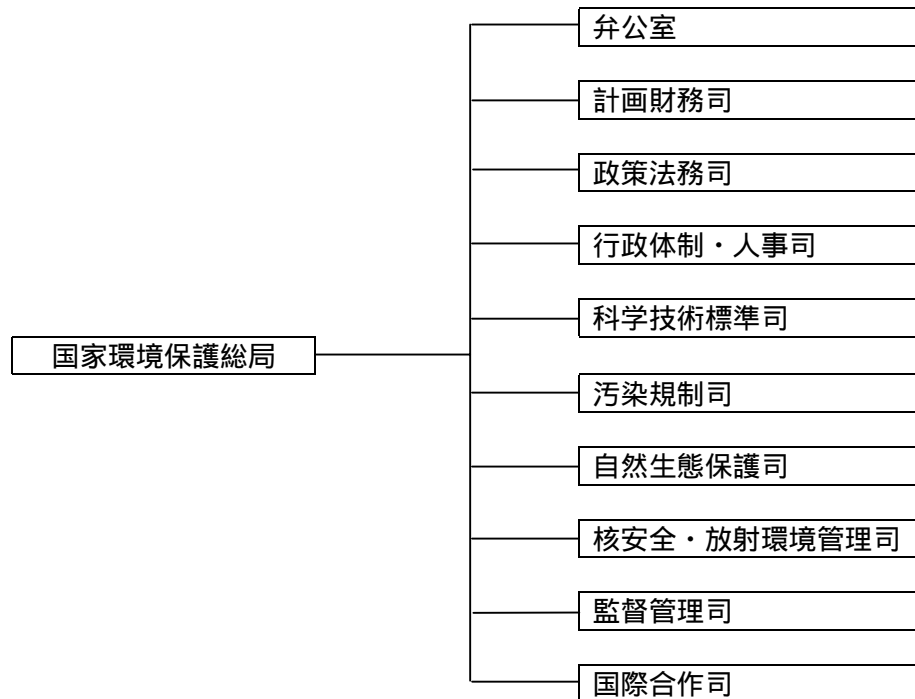 弁公室
計画財務司
政策法務司
行政体制・人事司
科学技術標準司
国家環境保護総局
汚染規制司
自然生態保護司
核安全・放射環境管理司
監督管理司
国際合作司